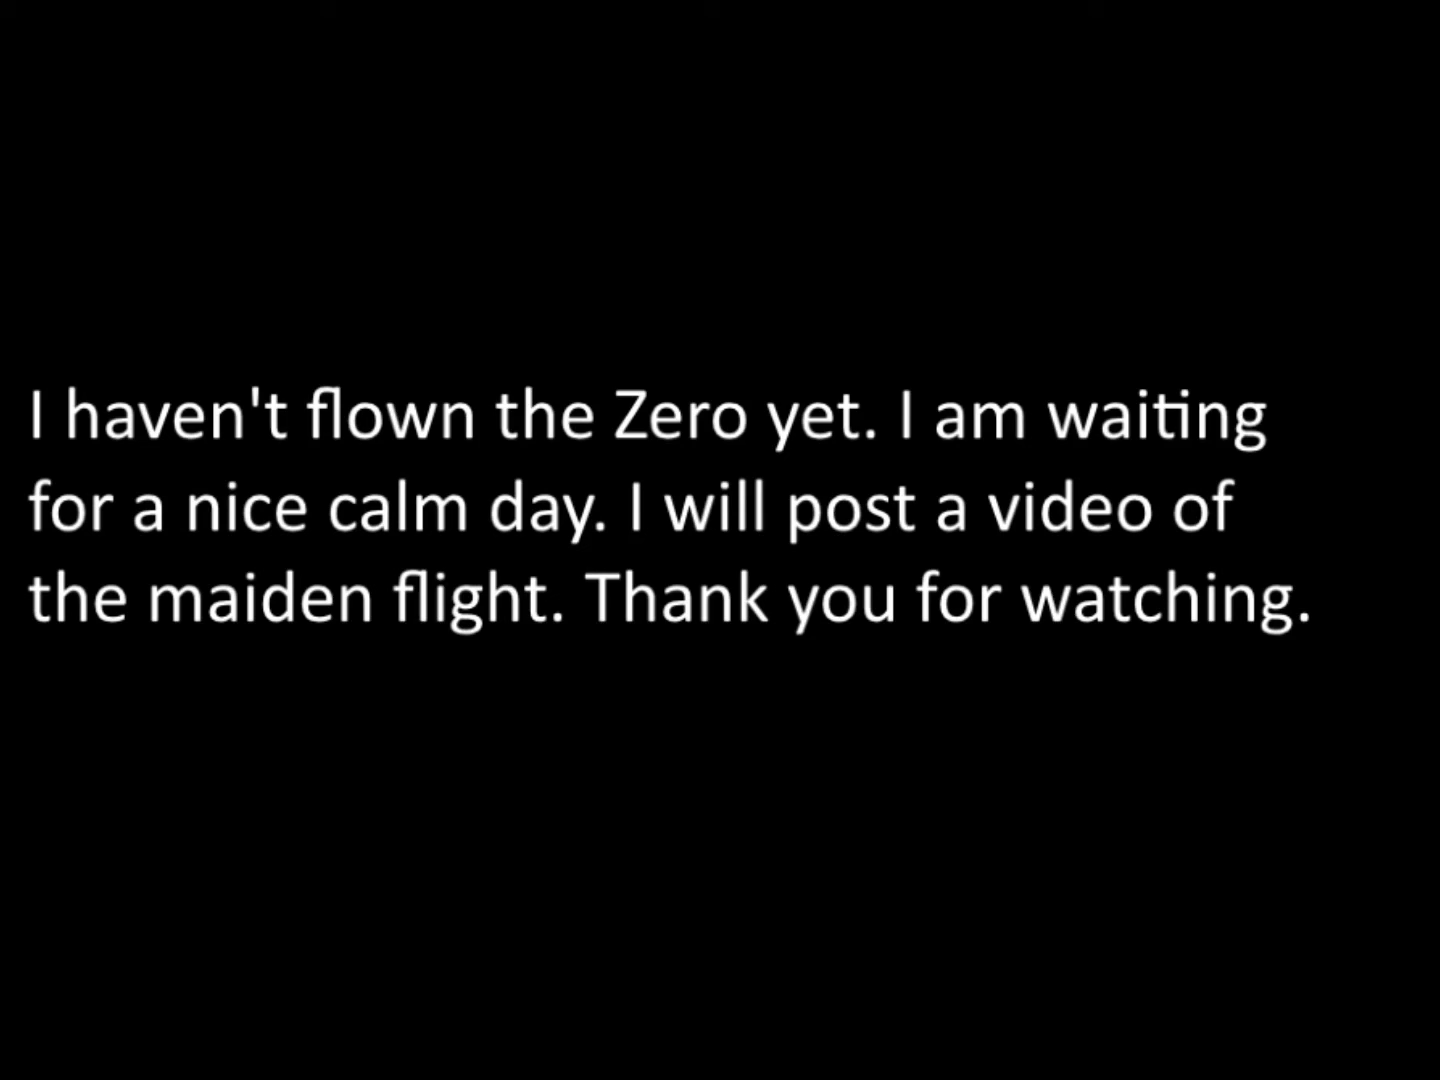 I haven't flown the Zero yet. I am waiting
for a nice calm day. I will post a video of
the maiden flight. Thank you for watching.